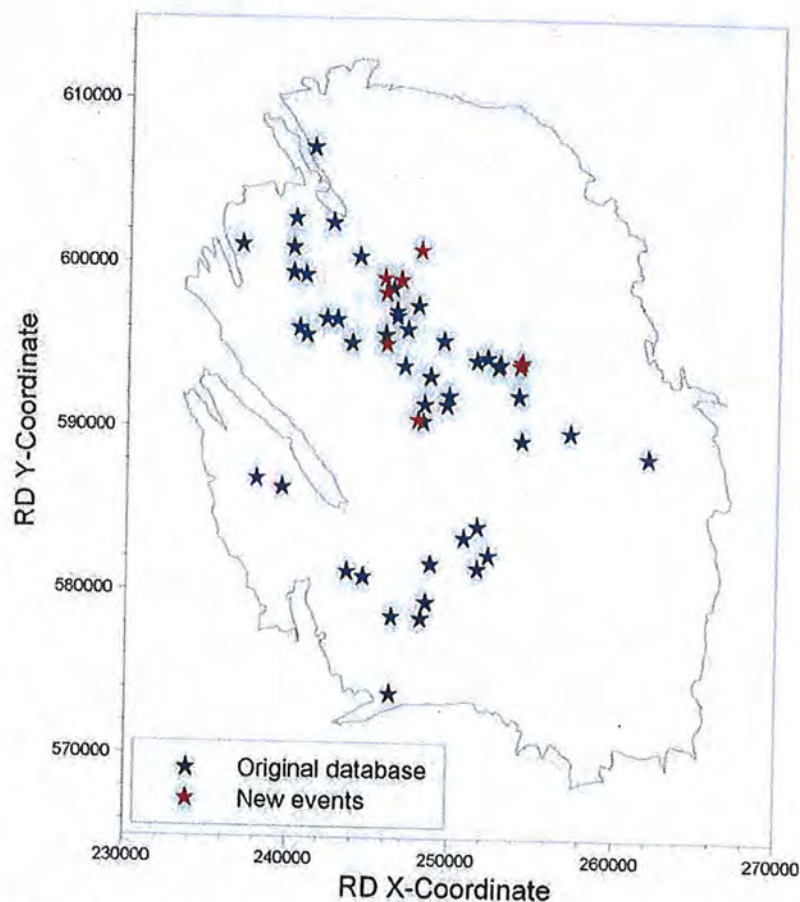 610000
600000
590000
580000
570000
RD Y-Coordinate
Original database
New events
230000
240000
250000
260000
270000
RD X-Coordinate